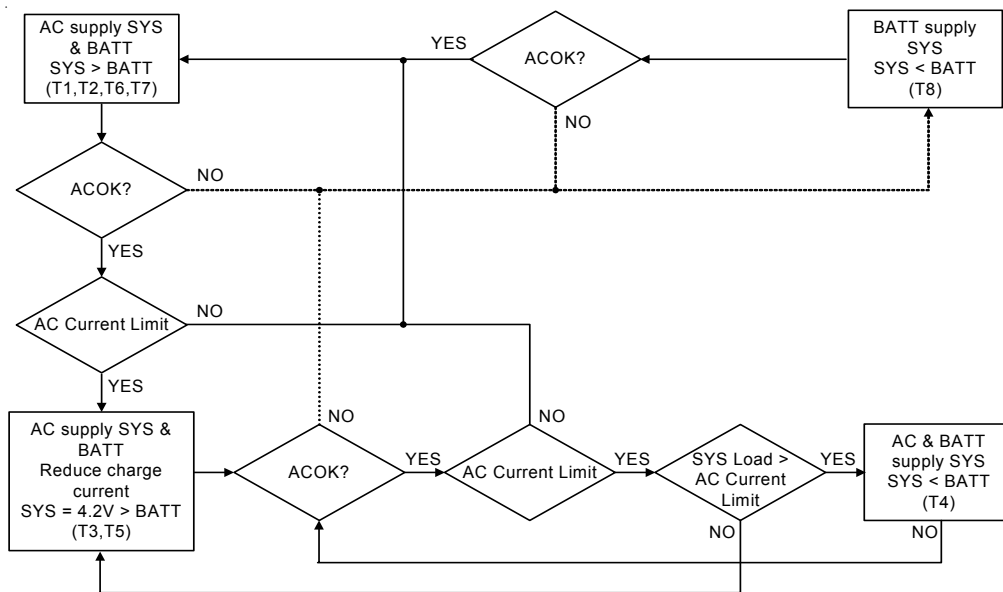 AC supply SYS
& BATT
SYS > BATT
(T1,T2,T6,T7)
YES
ACOK?
NO
BATT supply
SYS
SYS < BATT
(T8)
ACOK?
NO
YES
AC Current Limit
NO
YES
AC supply SYS &
BATT
Reduce charge
current
SYS = 4.2V > BATT
(T3,T5)
NO
ACOK?
YES
NO
AC Current Limit
YES
SYS Load >
AC Current
Limit
YES
NO
AC & BATT
supply SYS
SYS < BATT
(T4)
NO